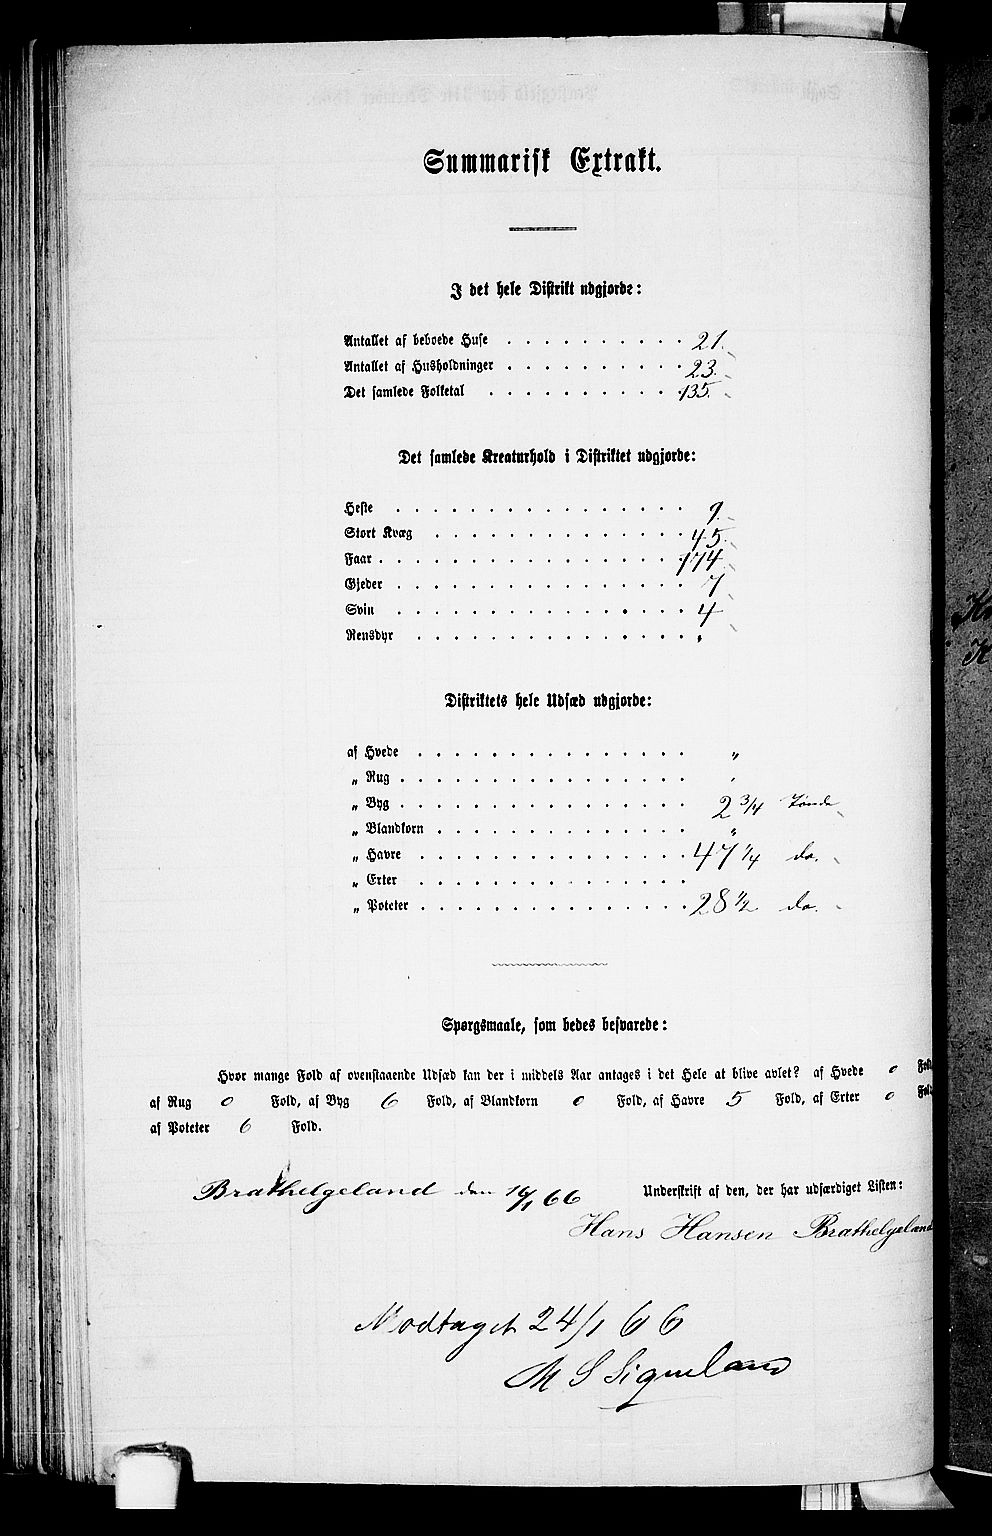 Summarisk Extrakt.
I det hele Distrikt udgjorde:
Antallet af beboede Huse . . . . . . . . . . 21.
Antallet af Husholdninger . . . . . . . . . . 23.
Det samlede Folketal . . . . . . . . . . . 135.
Det samlede Kreaturhold i Distriktet udgjorde:
Heste . . . . . . . . . . . . . . . . 9.
Stort Kvæg . . . . . . . . . . . . . . 45.
Faar . . . . . . . . . . . . . . . . . 174
Gjeder . . . . . . . . . . . . . . . . 7
Svin . . . . . . . . . . . . . . . . 4
Rensdyr . . . . . . . . . . . . . . .
Distriktets hele Udsæd udgjorde:
af Hvede . . . . . . . . . . . . . . . "
„ Rug . . . . . . . . . . . . . . . .
„ Byg . . . . . . . . . . . . . . . . 2 3/4 Tønde
„ Blandkorn . . . . . . . . . . . . . . "
„ Havre . . . . . . . . . . . . . . . 47 1/4 do.
„ Erter . . . . . . . . . . . . . . .
„ Poteter . . . . . . . . . . . . . . . 28 1/2 do.
Spørgsmaale, som bedes besvarede:
Hvor mange Fold af ovenstaaende Udsæd kan der i middels Aar antages i det Hele at blive avlet? af Hvede 0 Fold
af Rug 0 Fold, af Byg 6 Fold, af Blandkorn 0 Fold, af Havre 5 Fold, af Erter 0 Fold
af Poteter 6 Fold.
Brathelgeland den 66
Underskrift af den, der har udfærdiget Listen:
Hans Hansen Brathelgeland
Modtaget 24/1 66